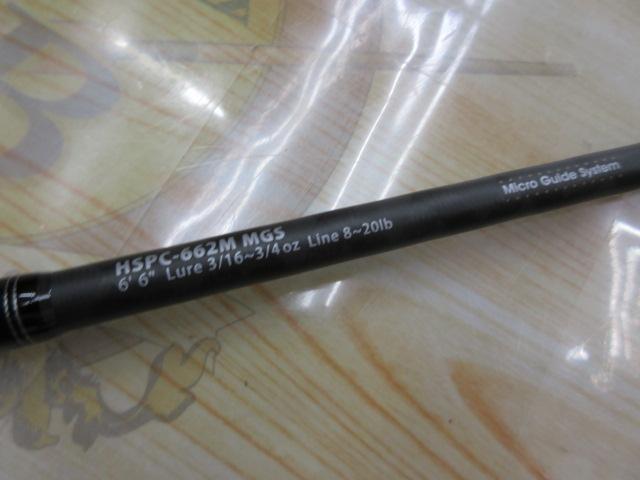 HSPC-662M MGS
6' 6" Lure 3/16~3/4oz Line 8~20lb
Micro Guide System